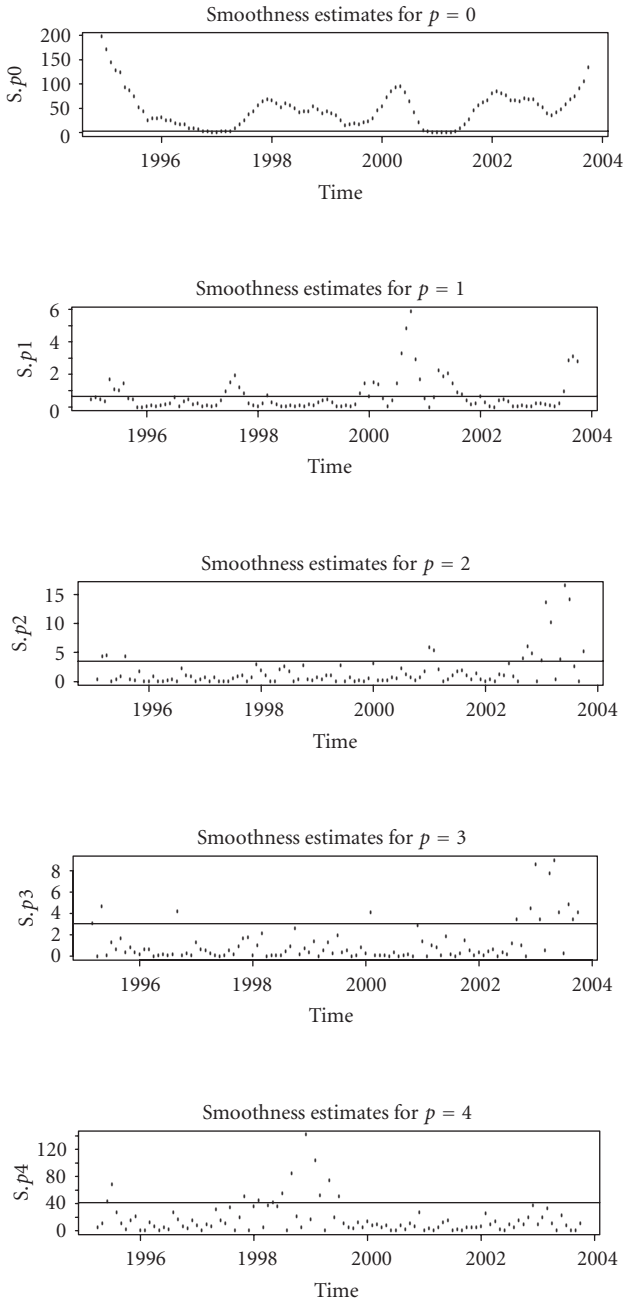 Smoothness estimates for p = 0
200
150
100
50
0
S.p0
1996 1998 2000 2002 2004
Time
Smoothness estimates for p = 1
6
4
2
0
S.p1
1996 1998 2000 2002 2004
Time
Smoothness estimates for p = 2
15
10
5
0
S.p2
1996 1998 2000 2002 2004
Time
Smoothness estimates for p = 3
8
6
4
2
0
S.p3
1996 1998 2000 2002 2004
Time
Smoothness estimates for p = 4
120
80
40
0
S.p4
1996 1998 2000 2002 2004
Time